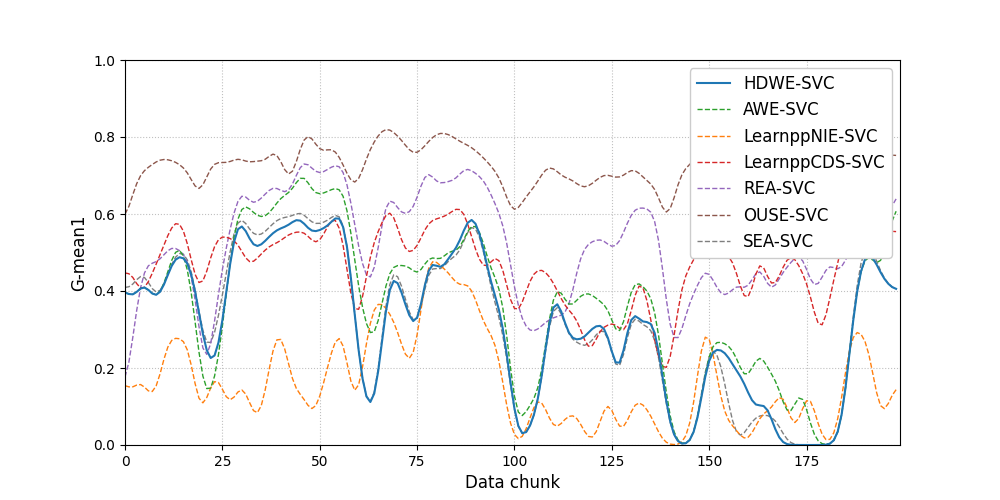 1.0
0.8
0.6
0.4
0.2
0.0
G-mean1
0
25
50
75
100
125
150
175
Data chunk
HDWE-SVC
AWE-SVC
LearnppNIE-SVC
LearnppCDS-SVC
REA-SVC
OUSE-SVC
SEA-SVC